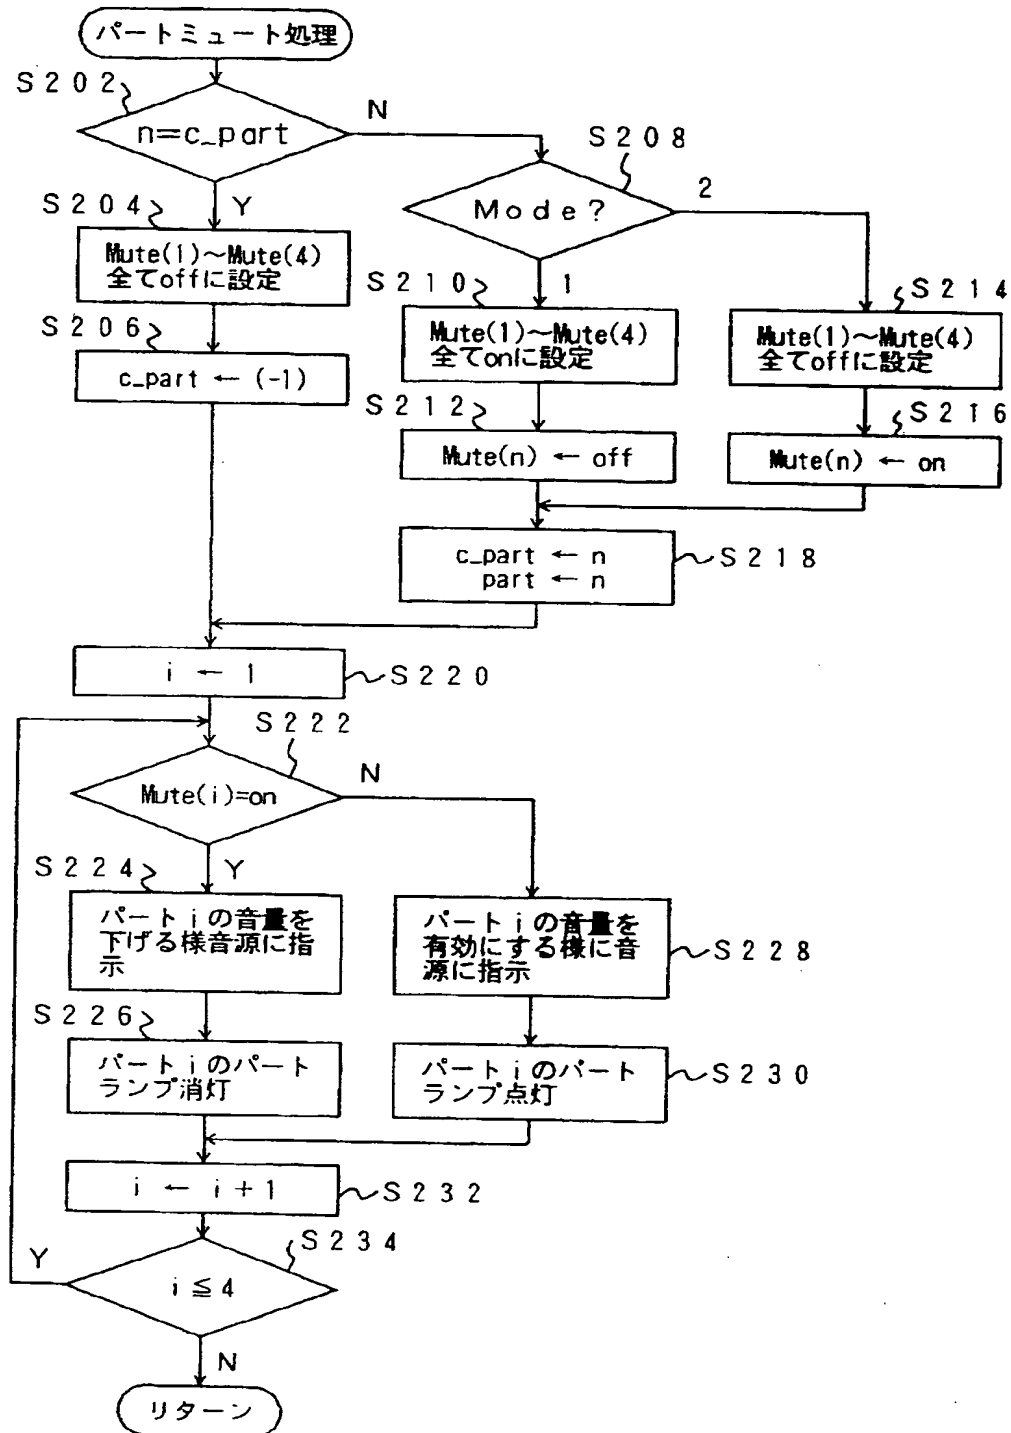 パートミュート処理
S202
n=c_part
N
Y
S204
Mute(1)~Mute(4)
全てoffに設定
S206
c_part ← (-1)
S208
Mode?
2
1
S210
Mute(1)~Mute(4)
全てonに設定
S212
Mute(n) ← off
S214
Mute(1)~Mute(4)
全てoffに設定
S216
Mute(n) ← on
c_part ← n
part ← n
S218
i ← 1
S220
S222
Mute(i)=on
N
Y
S224
パートiの音量を
下げる様音源に指
示
S226
パートiのパート
ランプ消灯
パートiの音量を
有効にする様に音
源に指示
S228
パートiのパート
ランプ点灯
S230
i ← i+1
S232
S234
i≦4
Y
N
リターン